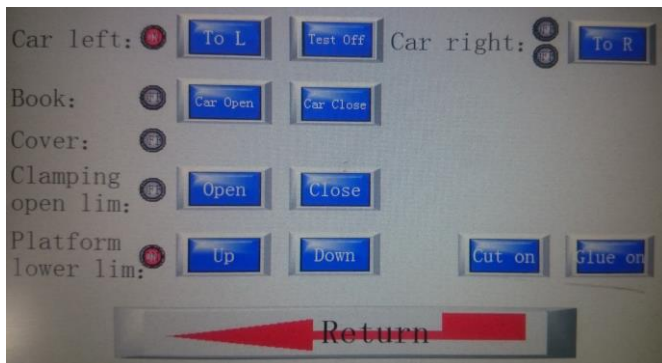 Car left: To L Test Off Car right: To R
Book: Car Open Car Close
Cover:
Clamping
open lim: Open Close
Platform
lower lim: Up Down Cut on Glue on
Return